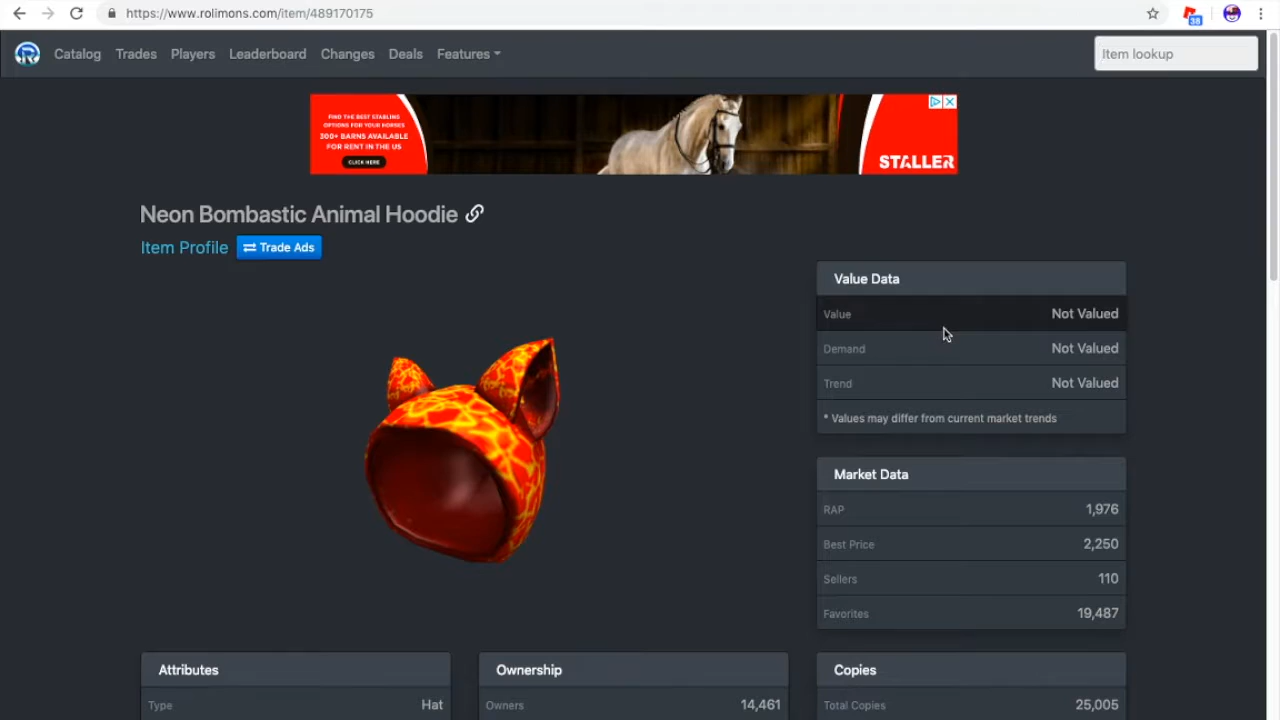 https://www.rolimons.com/item/489170175
38
Catalog Trades Players Leaderboard Changes Deals Features
Item lookup
FIND THE BEST STABLING
OPTIONS FOR YOUR HORSES
300+ BARNS AVAILABLE
FOR RENT IN THE US
CLICK HERE
STALLER
Neon Bombastic Animal Hoodie
Item Profile Trade Ads
Value Data
Value Not Valued
Demand Not Valued
Trend Not Valued
* Values may differ from current market trends
Market Data
RAP 1,976
Best Price 2,250
Sellers 110
Favorites 19,487
Attributes
Type Hat
Ownership
Owners 14,461
Copies
Total Copies 25,005